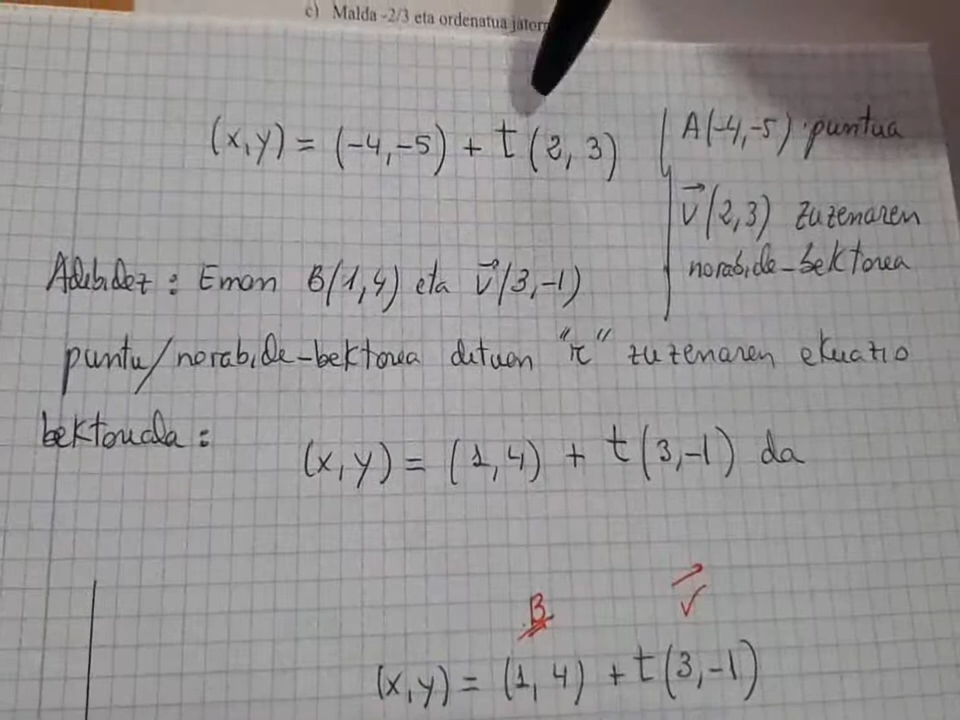 c) Malda -2/3 eta ordenatua jatorr
(x,y) = (-4,-5) + t (2, 3)
A(-4,-5) puntua
v⃗(2,3) zuzenaren
norabide-bektorea
Adibidez : Eman B(1,4) eta v⃗(3,-1)
puntu/norabide-bektorea dituen "r" zuzenaren ekuazio
bektoriala :
(x,y) = (1,4) + t(3,-1) da
B v⃗
(x,y) = (1,4) + t(3,-1)